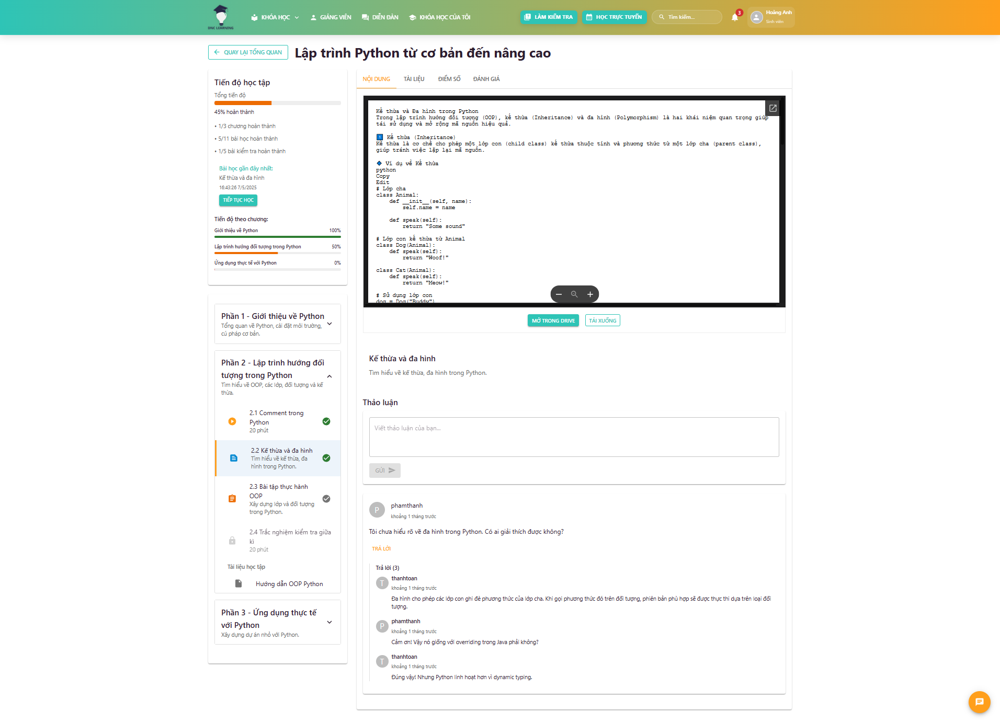 DNC LEARNING
KHÓA HỌC
GIẢNG VIÊN
DIỄN ĐÀN
KHÓA HỌC CỦA TÔI
LÀM KIỂM TRA
HỌC TRỰC TUYẾN
Tìm kiếm...
3
Hoàng Anh
Sinh viên
QUAY LẠI TỔNG QUAN
Lập trình Python từ cơ bản đến nâng cao
Tiến độ học tập
Tổng tiến độ
45% hoàn thành
• 1/3 chương hoàn thành
• 5/11 bài học hoàn thành
• 1/5 bài kiểm tra hoàn thành
Bài học gần đây nhất:
Kế thừa và đa hình
16:43:26 7/5/2025
TIẾP TỤC HỌC
Tiến độ theo chương:
Giới thiệu về Python 100%
Lập trình hướng đối tượng trong Python 50%
Ứng dụng thực tế với Python 0%
Phần 1 - Giới thiệu về Python
Tổng quan về Python, cài đặt môi trường,
cú pháp cơ bản.
Phần 2 - Lập trình hướng đối
tượng trong Python
Tìm hiểu về OOP, các lớp, đối tượng và kế
thừa.
2.1 Comment trong
Python
20 phút
2.2 Kế thừa và đa hình
Tìm hiểu về kế thừa, đa
hình trong Python.
2.3 Bài tập thực hành
OOP
Xây dựng lớp và đối tượng
trong Python.
2.4 Trắc nghiệm kiểm tra giữa
kì
20 phút
Tài liệu học tập
Hướng dẫn OOP Python
Phần 3 - Ứng dụng thực tế
với Python
Xây dựng dự án nhỏ với Python.
NỘI DUNG
TÀI LIỆU
ĐIỂM SỐ
ĐÁNH GIÁ
Kế thừa và Đa hình trong Python
Trong lập trình hướng đối tượng (OOP), kế thừa (Inheritance) và đa hình (Polymorphism) là hai khái niệm quan trọng giúp
tái sử dụng và mở rộng mã nguồn hiệu quả.
1 Kế thừa (Inheritance)
Kế thừa là cơ chế cho phép một lớp con (child class) kế thừa thuộc tính và phương thức từ một lớp cha (parent class),
giúp tránh việc lặp lại mã nguồn.
🔹 Ví dụ về Kế thừa
python
Copy
Edit
# Lớp cha
class Animal:
    def __init__(self, name):
        self.name = name
    def speak(self):
        return "Some sound"
# Lớp con kế thừa từ Animal
class Dog(Animal):
    def speak(self):
        return "Woof!"
class Cat(Animal):
    def speak(self):
        return "Meow!"
# Sử dụng lớp con
dog = Dog("Buddy")
MỞ TRONG DRIVE
TẢI XUỐNG
Kế thừa và đa hình
Tìm hiểu về kế thừa, đa hình trong Python.
Thảo luận
Viết thảo luận của bạn...
GỬI
P
phamthanh
khoảng 1 tháng trước
Tôi chưa hiểu rõ về đa hình trong Python. Có ai giải thích được không?
TRẢ LỜI
Trả lời (3)
T
thanhtoan
khoảng 1 tháng trước
Đa hình cho phép các lớp con ghi đè phương thức của lớp cha. Khi gọi phương thức đó trên đối tượng, phiên bản phù hợp sẽ được thực thi dựa trên loại đối
tượng.
P
phamthanh
khoảng 1 tháng trước
Cảm ơn! Vậy nó giống với overriding trong Java phải không?
T
thanhtoan
khoảng 1 tháng trước
Đúng vậy! Nhưng Python linh hoạt hơn vì dynamic typing.